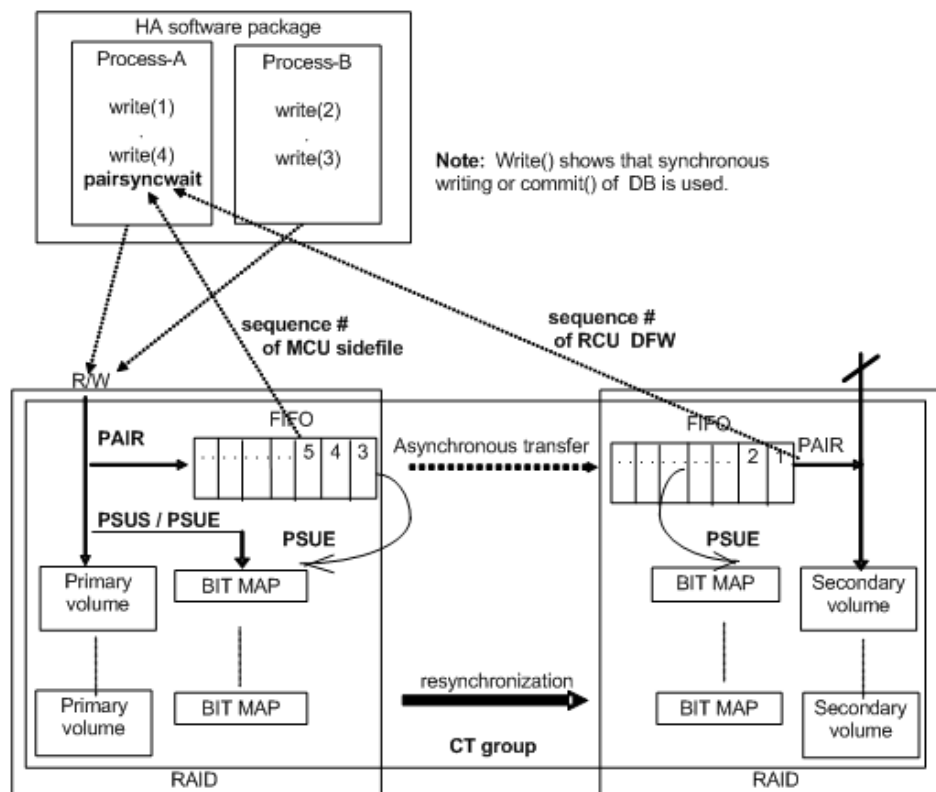 HA software package
Process-A
write(1)
.
write(4)
pairsyncwait
Process-B
write(2)
.
write(3)
Note: Write() shows that synchronous
writing or commit() of DB is used.
sequence #
of MCU sidefile
sequence #
of RCU DFW
R/W
PAIR
FIFO
. . . . . . . . . . 5 4 3
Asynchronous transfer
FIFO
. . . . . . . . . . . 2 1
PAIR
PSUS / PSUE
PSUE
PSUE
Primary
volume
BIT MAP
BIT MAP
Secondary
volume
resynchronization
Primary
volume
BIT MAP
BIT MAP
Secondary
volume
CT group
RAID
RAID